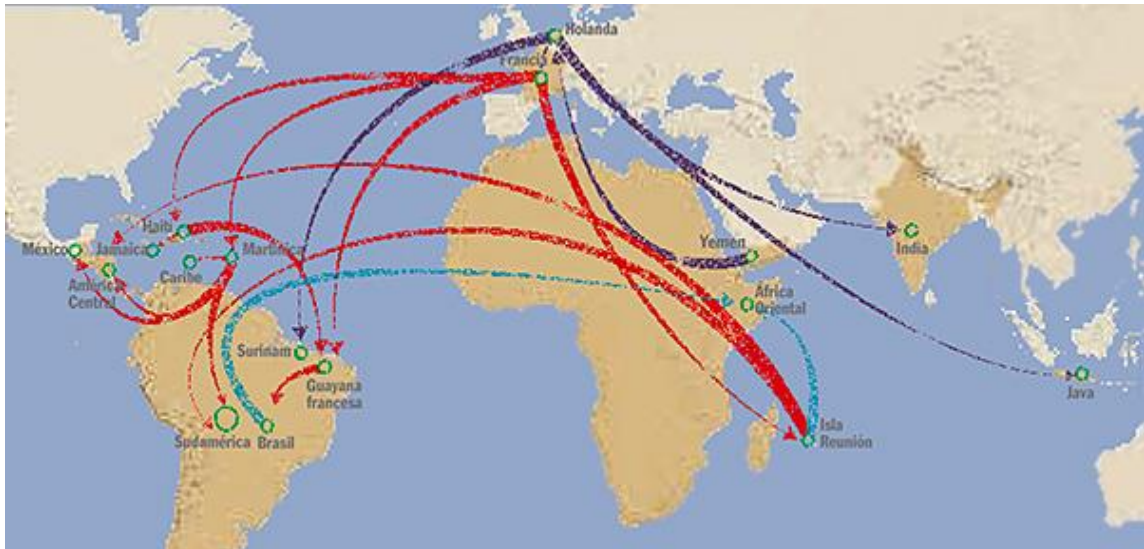 Holanda
Francia
Haití
México
Jamaica
Martinica
Caribe
América
Central
Yemen
India
África
Oriental
Surinam
Guayana
francesa
Java
Sudamérica
Brasil
Isla
Reunión